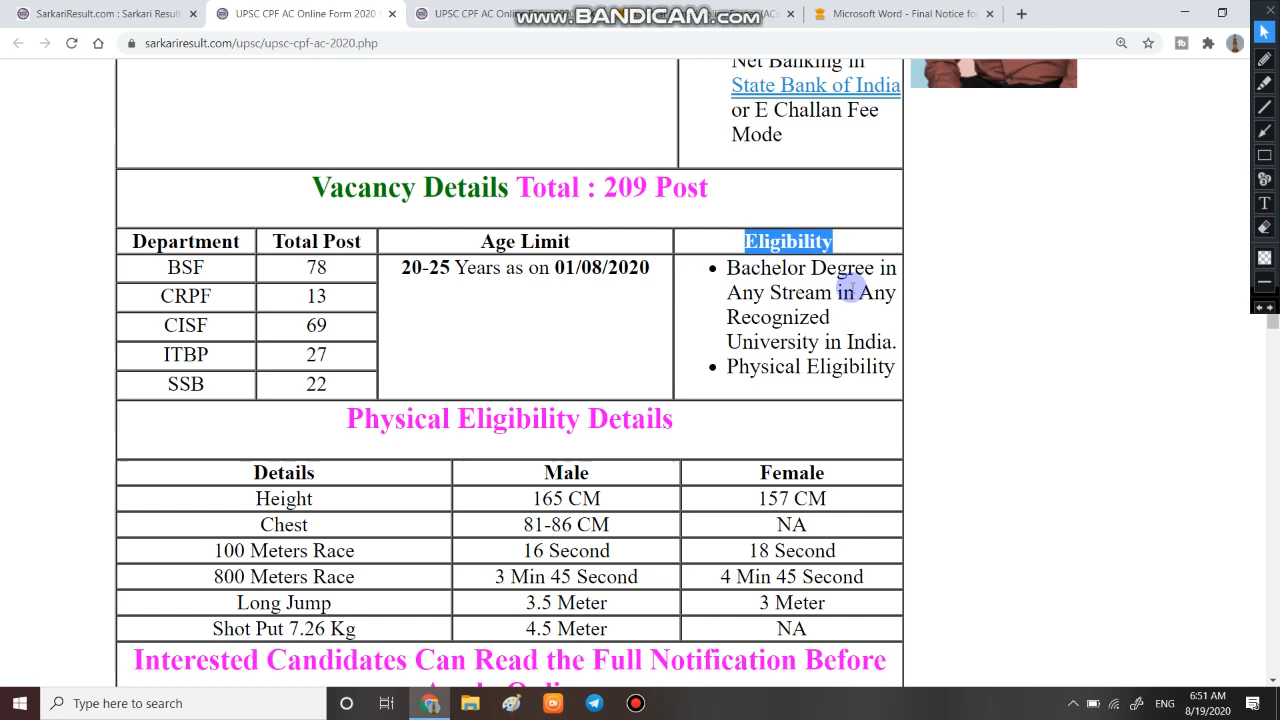 SarkariResult.com : Sarkari Resu
UPSC CPF AC Online Form 2020
UPSC CPF AC Onlin
Microsoft Word - Final Notice for
www.BANDICAM.com
sarkariresult.com/upsc/upsc-cpf-ac-2020.php
Net Banking in
State Bank of India
or E Challan Fee
Mode
Vacancy Details Total : 209 Post
Department Total Post Age Limit Eligibility
BSF 78 20-25 Years as on 01/08/2020
CRPF 13
CISF 69
ITBP 27
SSB 22
• Bachelor Degree in
Any Stream in Any
Recognized
University in India.
• Physical Eligibility
Physical Eligibility Details
Details Male Female
Height 165 CM 157 CM
Chest 81-86 CM NA
100 Meters Race 16 Second 18 Second
800 Meters Race 3 Min 45 Second 4 Min 45 Second
Long Jump 3.5 Meter 3 Meter
Shot Put 7.26 Kg 4.5 Meter NA
Interested Candidates Can Read the Full Notification Before
Type here to search
ENG
6:51 AM
8/19/2020